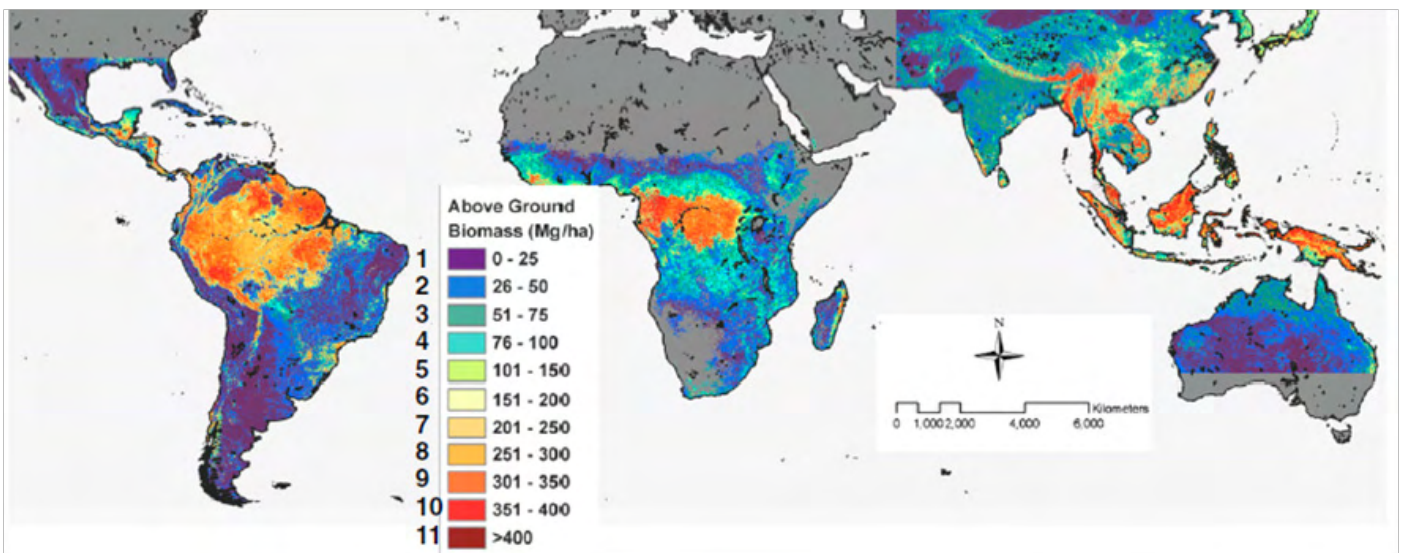 Above Ground
Biomass (Mg/ha)
1 0 - 25
2 26 - 50
3 51 - 75
4 76 - 100
5 101 - 150
6 151 - 200
7 201 - 250
8 251 - 300
9 301 - 350
10 351 - 400
11 >400
N
Kilometers
0 1,000 2,000 4,000 6,000